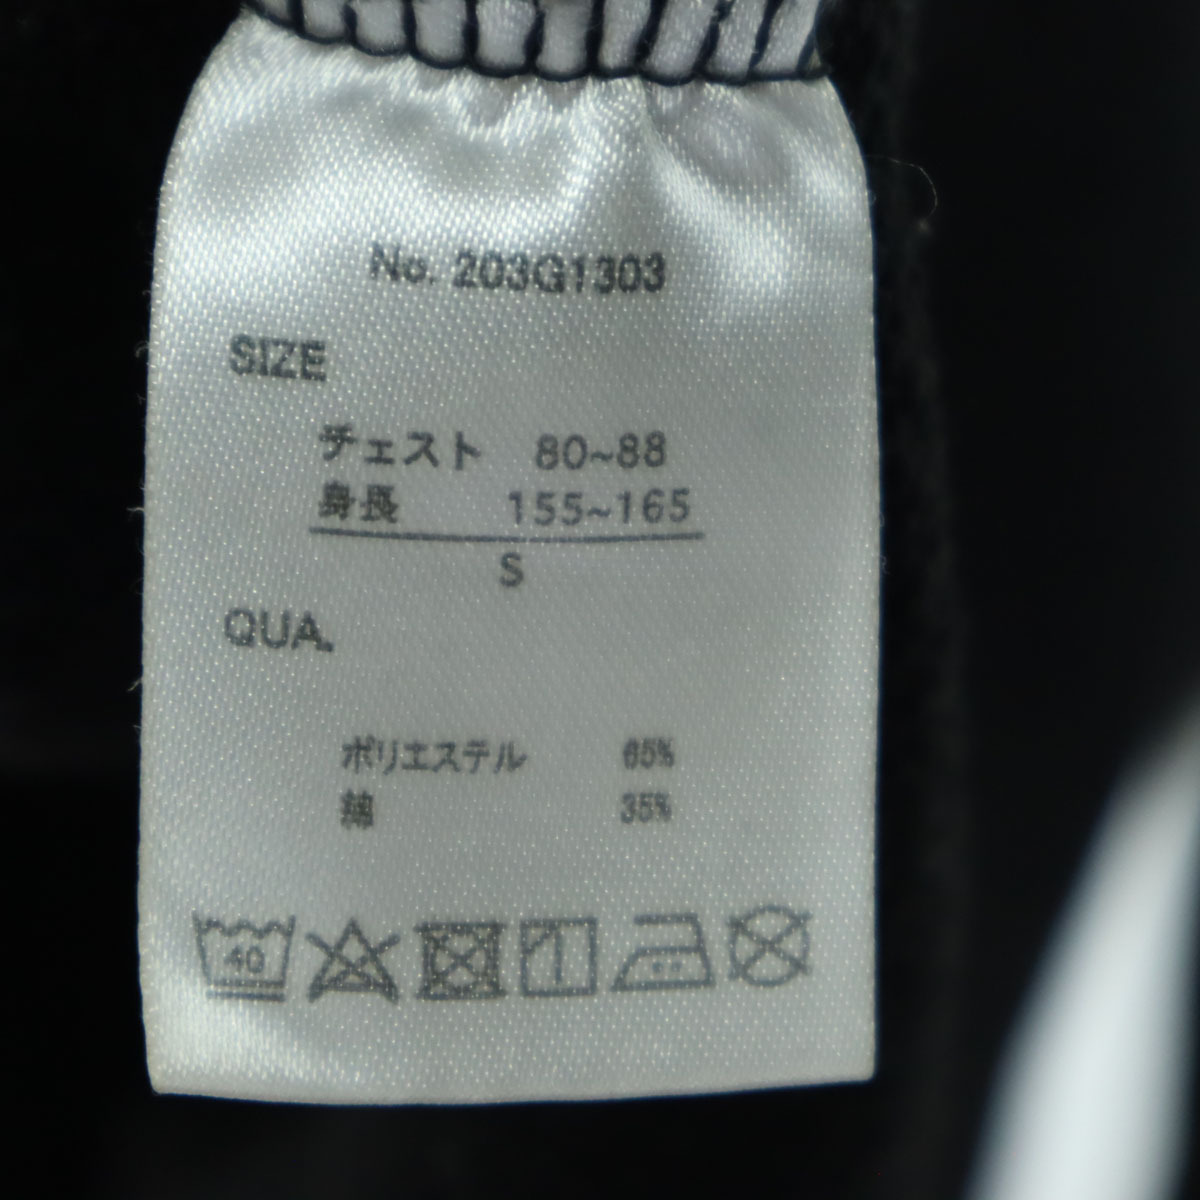 No. 203G1303
SIZE
チェスト 80~88
身長 155~165
S
QUA.
ポリエステル 65%
綿 35%
40